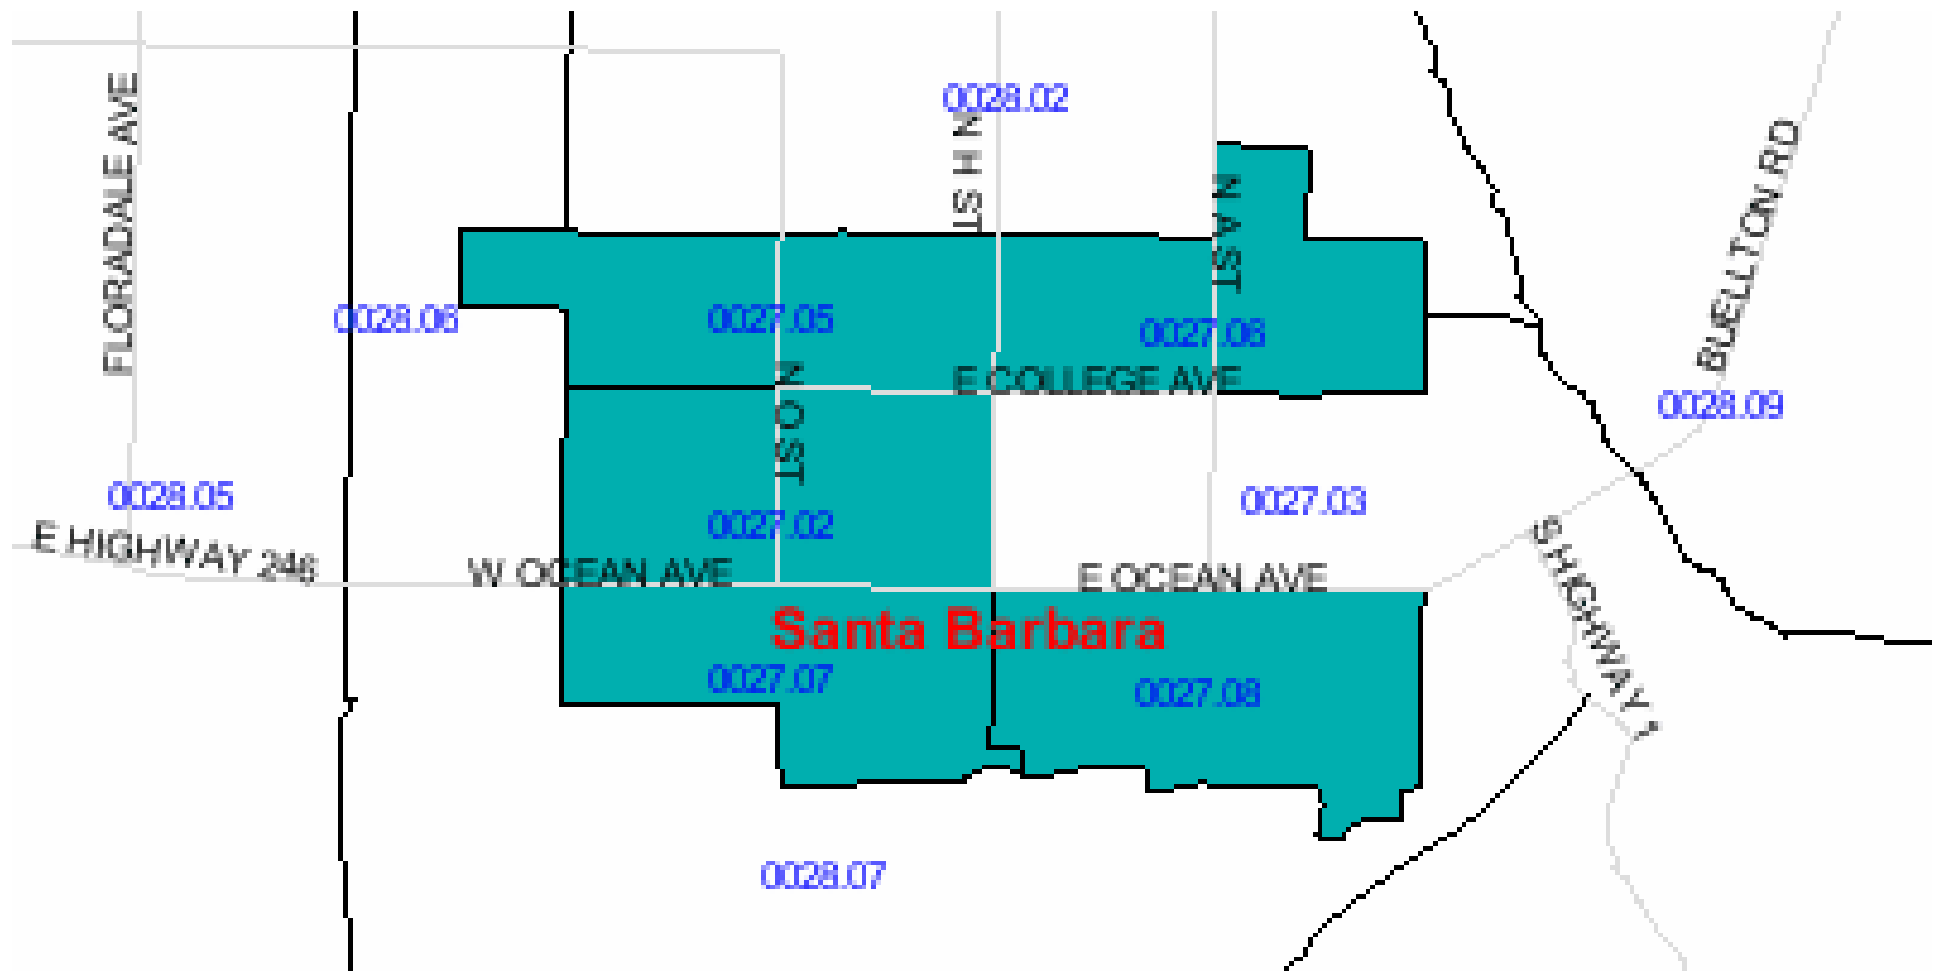 0028.02
FLORADALE AVE
N H ST
BUELLTON RD
N A ST
0028.06
0027.05
0027.06
E COLLEGE AVE
0028.09
N O ST
0028.05
0027.03
0027.02
E HIGHWAY 246
W OCEAN AVE
E OCEAN AVE
S HIGHWAY 1
Santa Barbara
0027.07
0027.08
0028.07